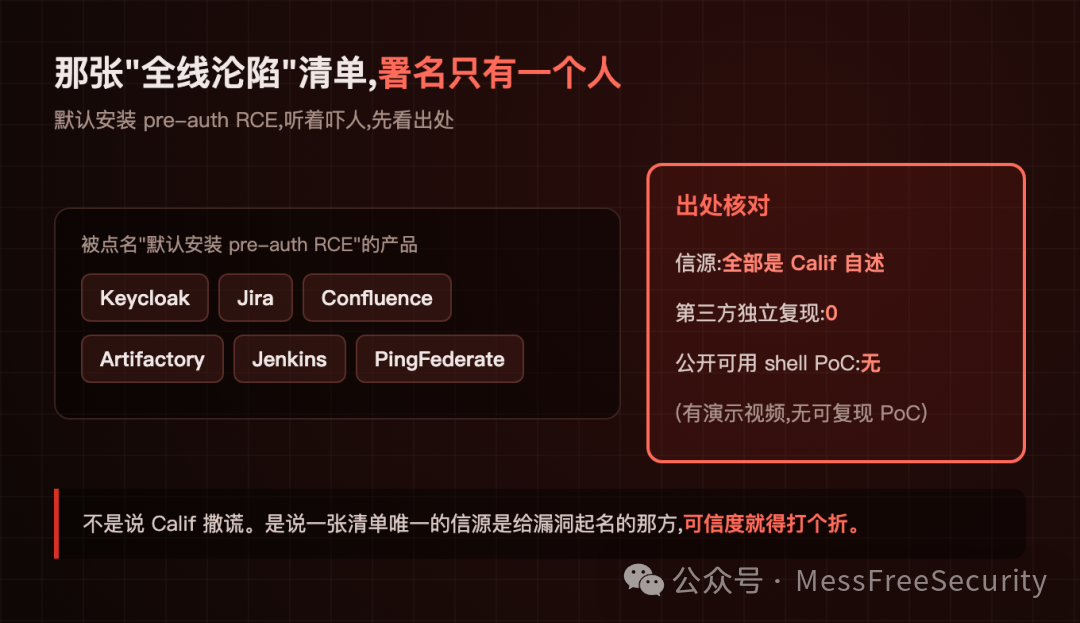 那张"全线沦陷"清单,署名只有一个人
默认安装 pre-auth RCE,听着吓人,先看出处
被点名"默认安装 pre-auth RCE"的产品
Keycloak Jira Confluence
Artifactory Jenkins PingFederate
出处核对
信源:全部是 Calif 自述
第三方独立复现:0
公开可用 shell PoC:无
(有演示视频,无可复现 PoC)
不是说 Calif 撒谎。是说一张清单唯一的信源是给漏洞起名的那方,可信度就得打个折。
公众号 · MessFreeSecurity